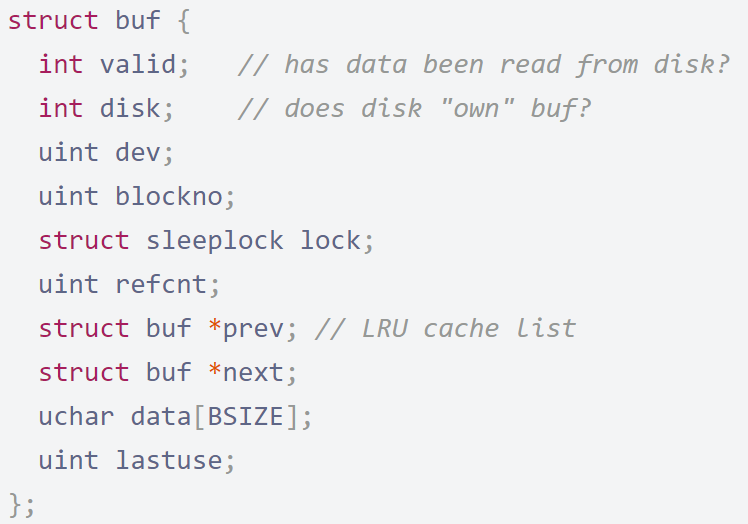 struct buf {
  int valid;   // has data been read from disk?
  int disk;    // does disk "own" buf?
  uint dev;
  uint blockno;
  struct sleeplock lock;
  uint refcnt;
  struct buf *prev; // LRU cache list
  struct buf *next;
  uchar data[BSIZE];
  uint lastuse;
};